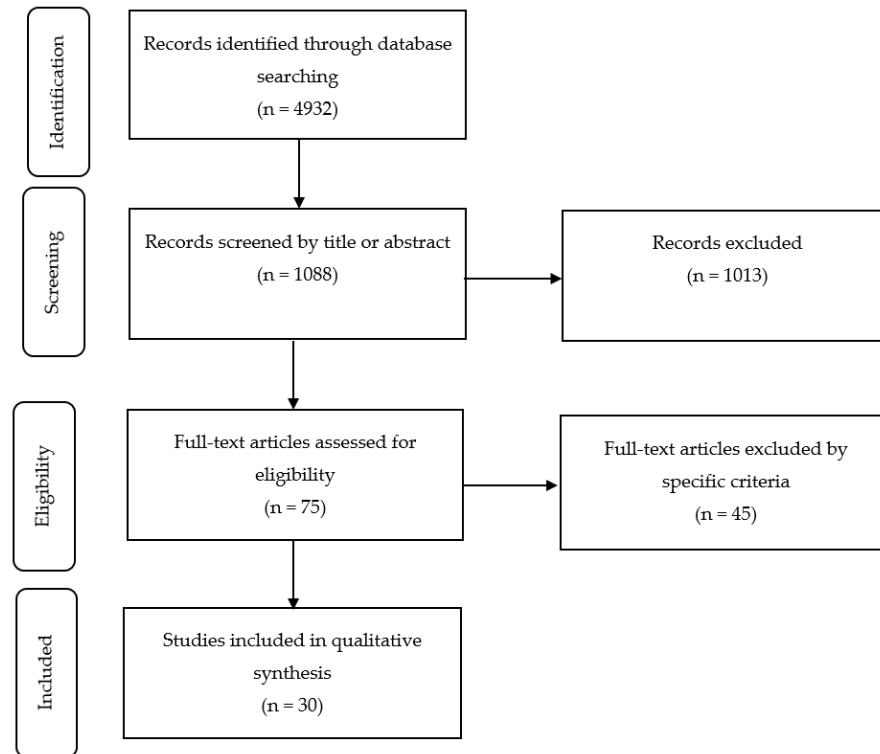 Identification
Records identified through database
searching
(n = 4932)
Screening
Records screened by title or abstract
(n = 1088)
Records excluded
(n = 1013)
Eligibility
Full-text articles assessed for
eligibility
(n = 75)
Full-text articles excluded by
specific criteria
(n = 45)
Included
Studies included in qualitative
synthesis
(n = 30)